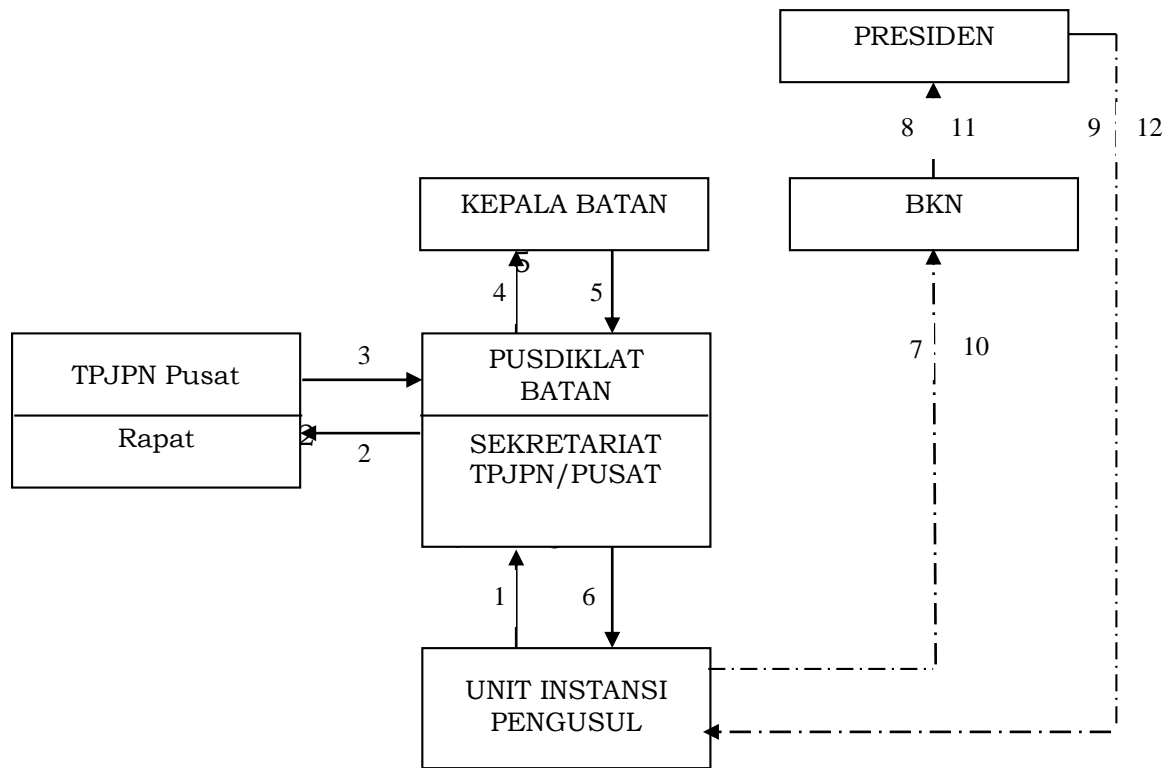 PRESIDEN
8 11 9 12
KEPALA BATAN
BKN
5
4 5
7 10
TPJPN Pusat
3
PUSDIKLAT
BATAN
Rapat
2
2
SEKRETARIAT
TPJPN/PUSAT
1 6
UNIT INSTANSI
PENGUSUL